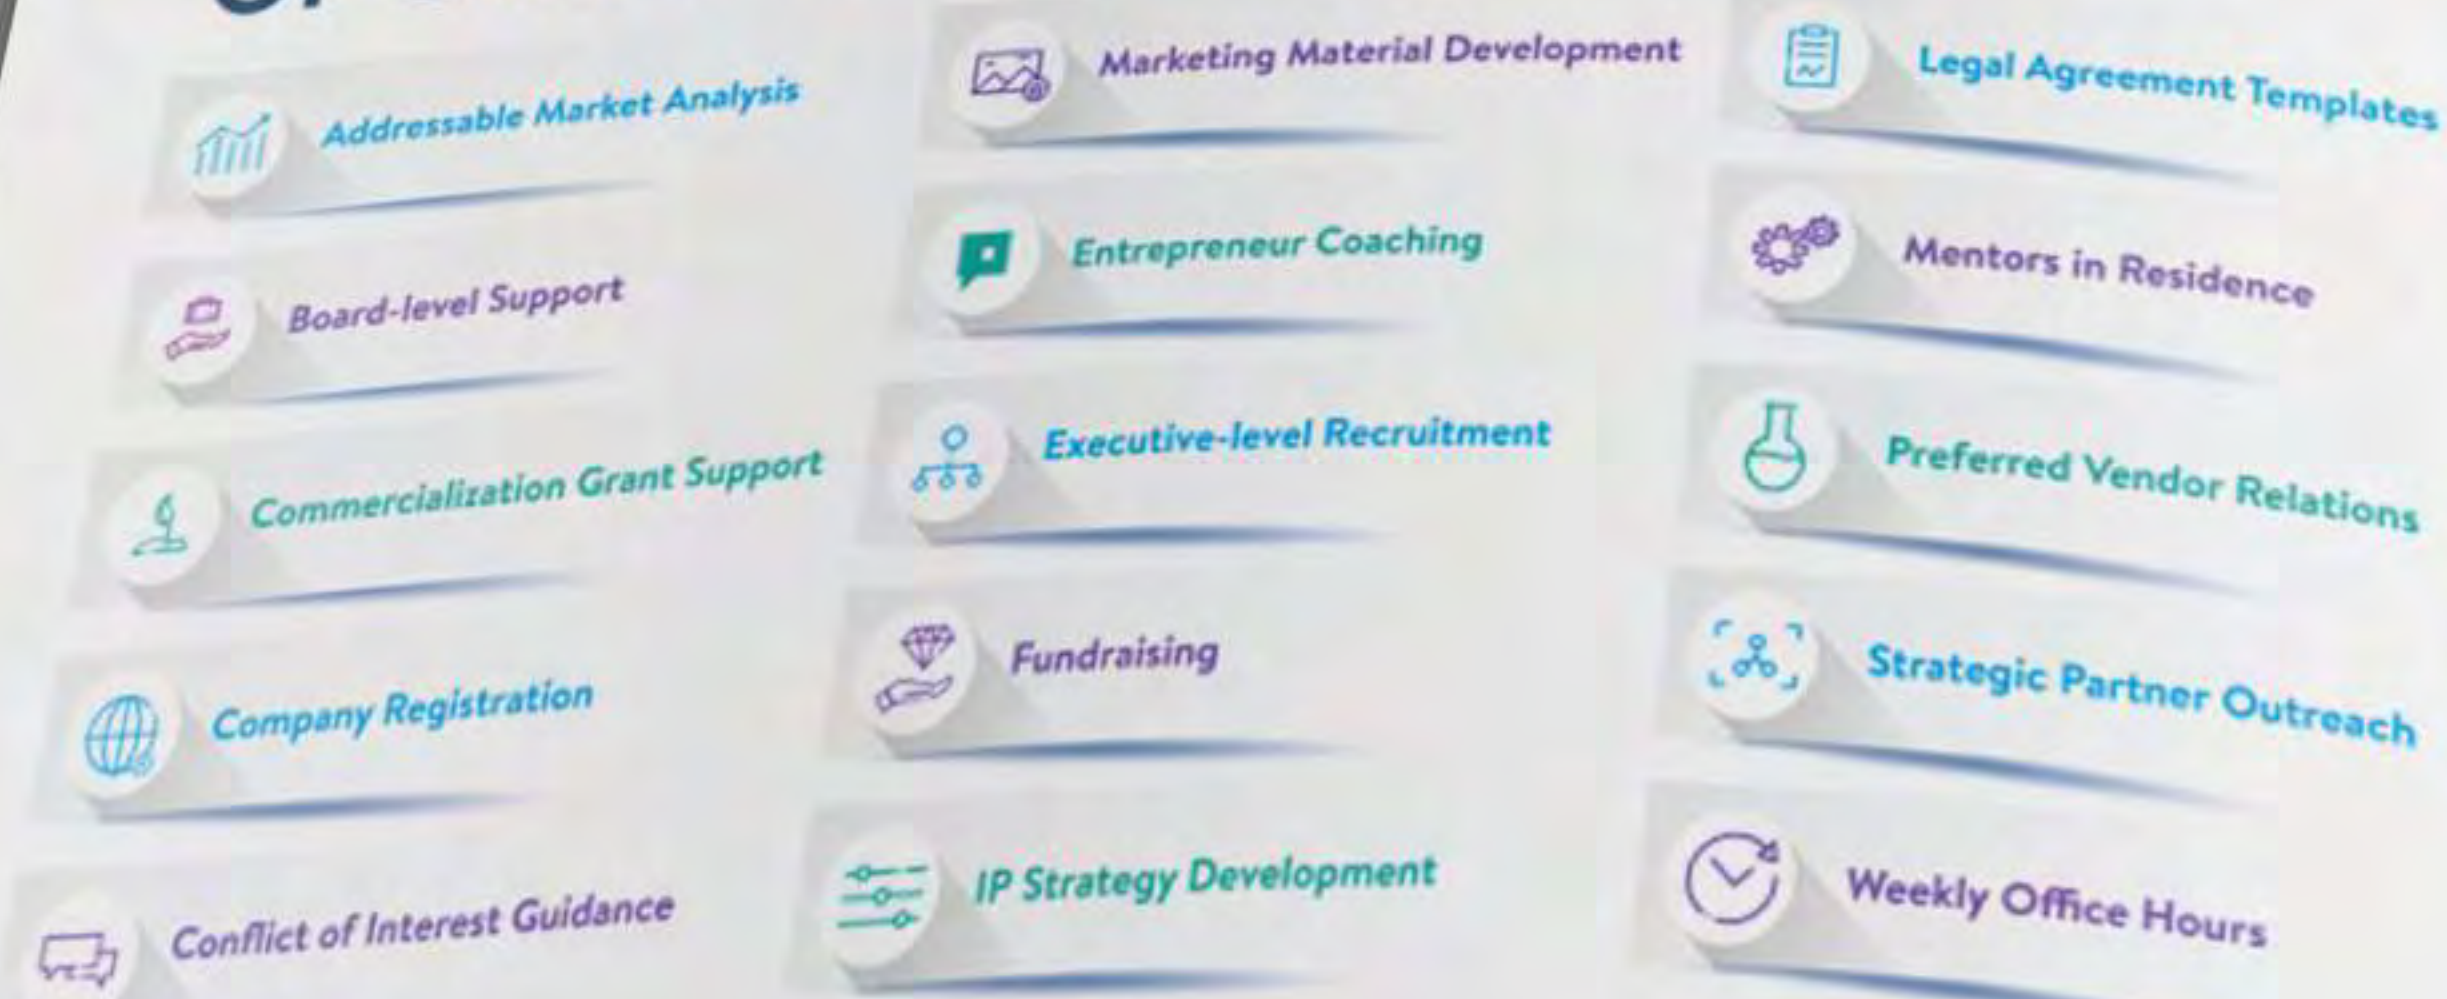 Addressable Market Analysis
Board-level Support
Commercialization Grant Support
Company Registration
Conflict of Interest Guidance
Marketing Material Development
Entrepreneur Coaching
Executive-level Recruitment
Fundraising
IP Strategy Development
Legal Agreement Templates
Mentors in Residence
Preferred Vendor Relations
Strategic Partner Outreach
Weekly Office Hours